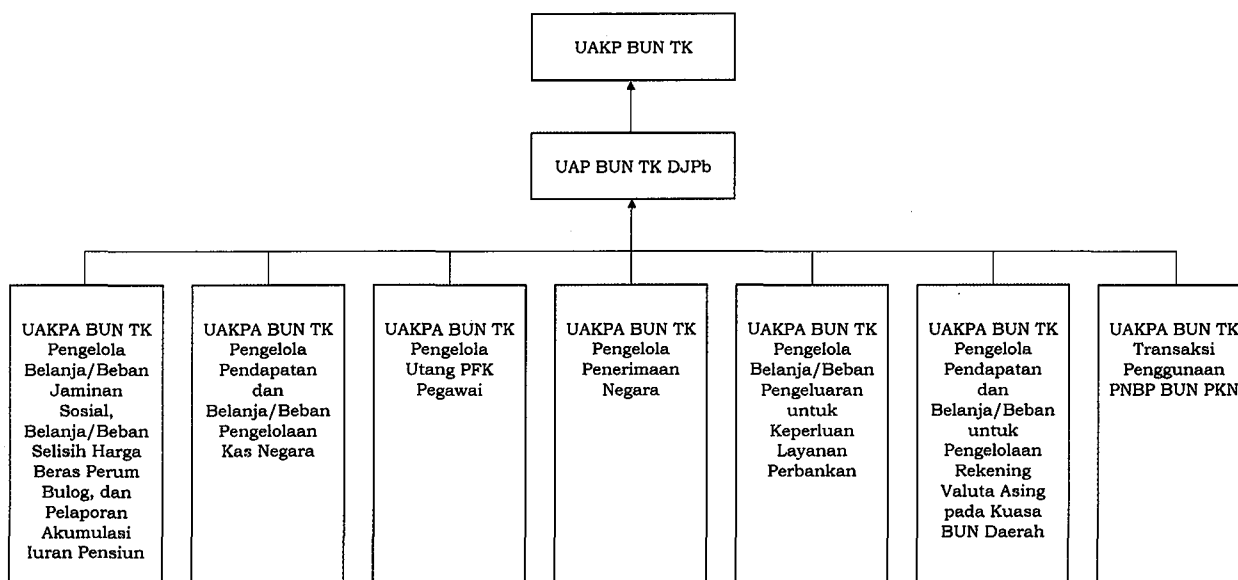 UAKP BUN TK
UAP BUN TK DJPb
UAKPA BUN TK
Pengelola
Belanja/Beban
Jaminan
Sosial,
Belanja/Beban
Selisih Harga
Beras Perum
Bulog, dan
Pelaporan
Akumulasi
Iuran Pensiun
UAKPA BUN TK
Pengelola
Pendapatan
dan
Belanja/Beban
Pengelolaan
Kas Negara
UAKPA BUN TK
Pengelola
Utang PFK
Pegawai
UAKPA BUN TK
Pengelola
Penerimaan
Negara
UAKPA BUN TK
Pengelola
Belanja/Beban
Pengeluaran
untuk
Keperluan
Layanan
Perbankan
UAKPA BUN TK
Pengelola
Pendapatan
dan
Belanja/Beban
untuk
Pengelolaan
Rekening
Valuta Asing
pada Kuasa
BUN Daerah
UAKPA BUN TK
Transaksi
Penggunaan
PNBP BUN PKN